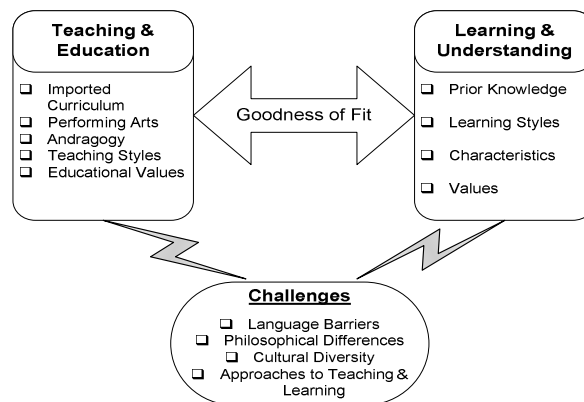 Teaching &
Education
❑ Imported
Curriculum
❑ Performing Arts
❑ Andragogy
❑ Teaching Styles
❑ Educational Values
Goodness of Fit
Learning &
Understanding
❑ Prior Knowledge
❑ Learning Styles
❑ Characteristics
❑ Values
Challenges
❑ Language Barriers
❑ Philosophical Differences
❑ Cultural Diversity
❑ Approaches to Teaching &
Learning